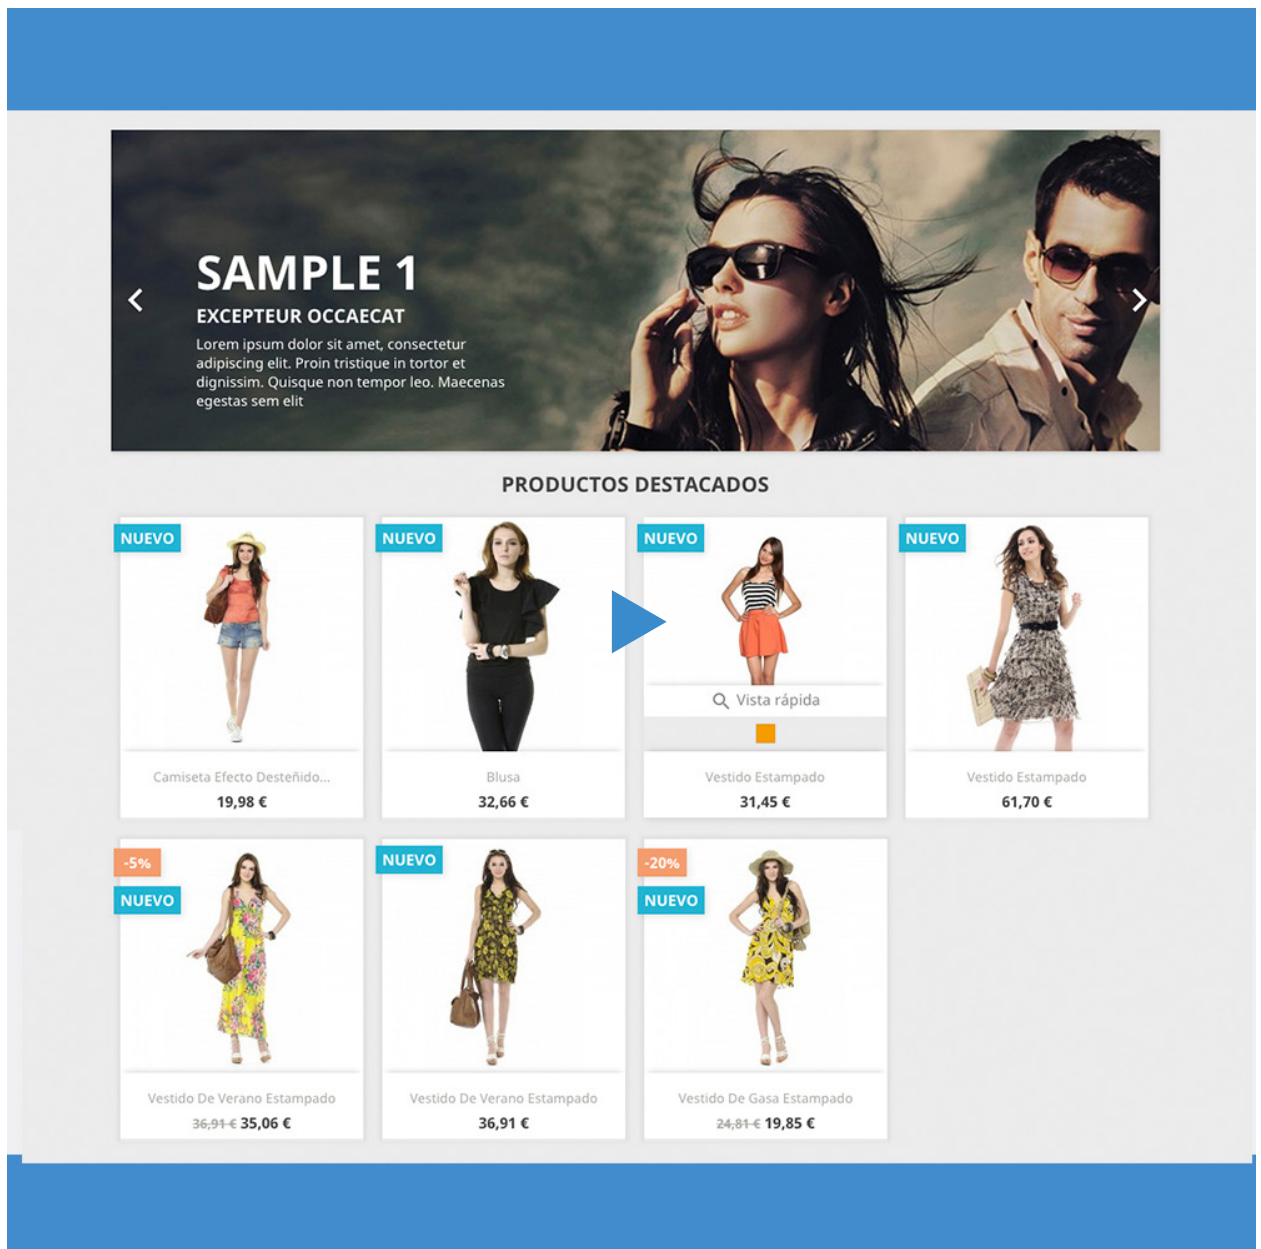 SAMPLE 1
EXCEPTEUR OCCAECAT
Lorem ipsum dolor sit amet, consectetur
adipiscing elit. Proin tristique in tortor et
dignissim. Quisque non tempor leo. Maecenas
egestas sem elit
PRODUCTOS DESTACADOS
NUEVO
Camiseta Efecto Desteñido...
19,98 €
NUEVO
Blusa
32,66 €
NUEVO
Vista rápida
Vestido Estampado
31,45 €
NUEVO
Vestido Estampado
61,70 €
-5%
NUEVO
Vestido De Verano Estampado
36,91 € 35,06 €
NUEVO
Vestido De Verano Estampado
36,91 €
-20%
NUEVO
Vestido De Gasa Estampado
24,81 € 19,85 €